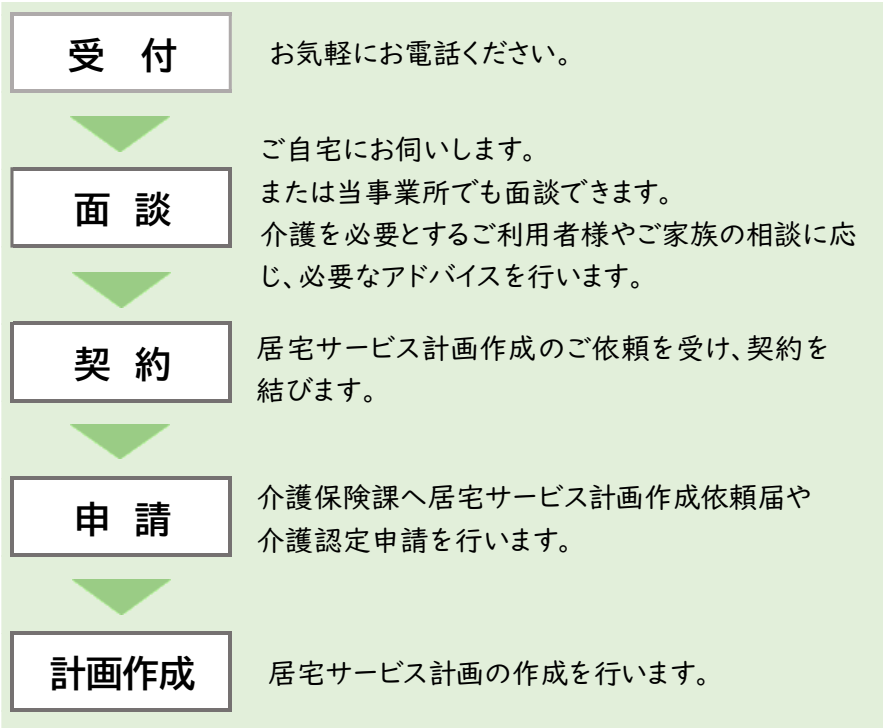 受 付
お気軽にお電話ください。
面 談
ご自宅にお伺いします。
または当事業所でも面談できます。
介護を必要とするご利用者様やご家族の相談に応
じ、必要なアドバイスを行います。
契 約
居宅サービス計画作成のご依頼を受け、契約を
結びます。
申 請
介護保険課へ居宅サービス計画作成依頼届や
介護認定申請を行います。
計画作成
居宅サービス計画の作成を行います。